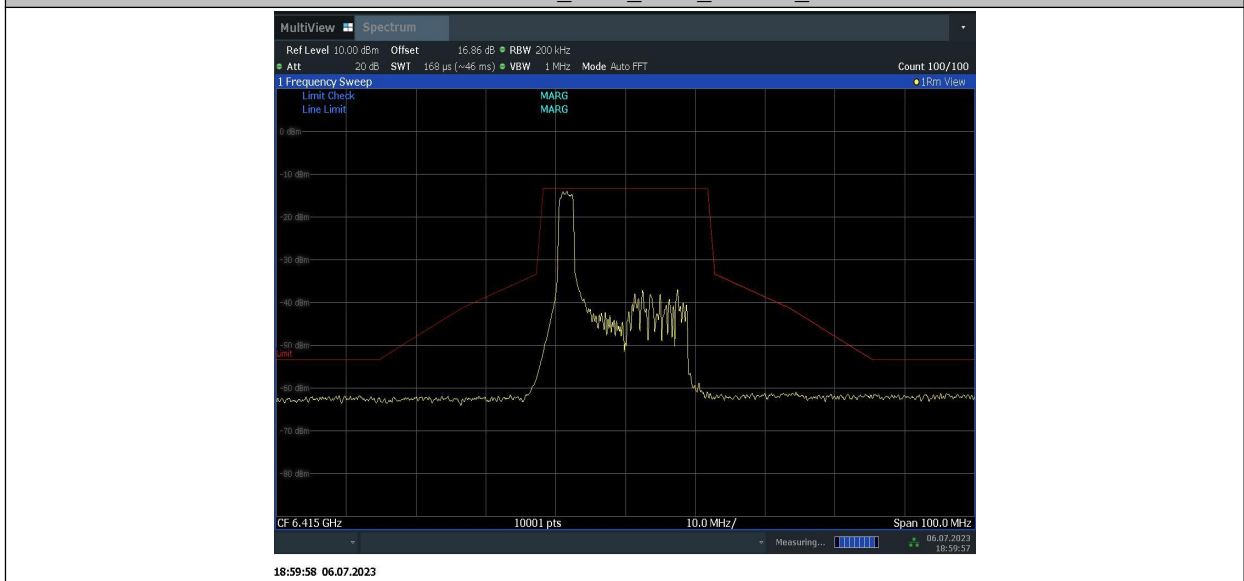 MultiView Spectrum
Ref Level 10.00 dBm Offset 16.86 dB RBW 200 kHz
Att 20 dB SWT 168 µs (~46 ms) VBW 1 MHz Mode Auto FFT Count 100/100
1 Frequency Sweep 1Rm View
Limit Check MARG
Line Limit MARG
0 dBm
-10 dBm
-20 dBm
-30 dBm
-40 dBm
-50 dBm
-60 dBm
-70 dBm
-80 dBm
CF 6.415 GHz 10001 pts 10.0 MHz/ Span 100.0 MHz
Measuring... 06.07.2023
18:59:57
18:59:58 06.07.2023